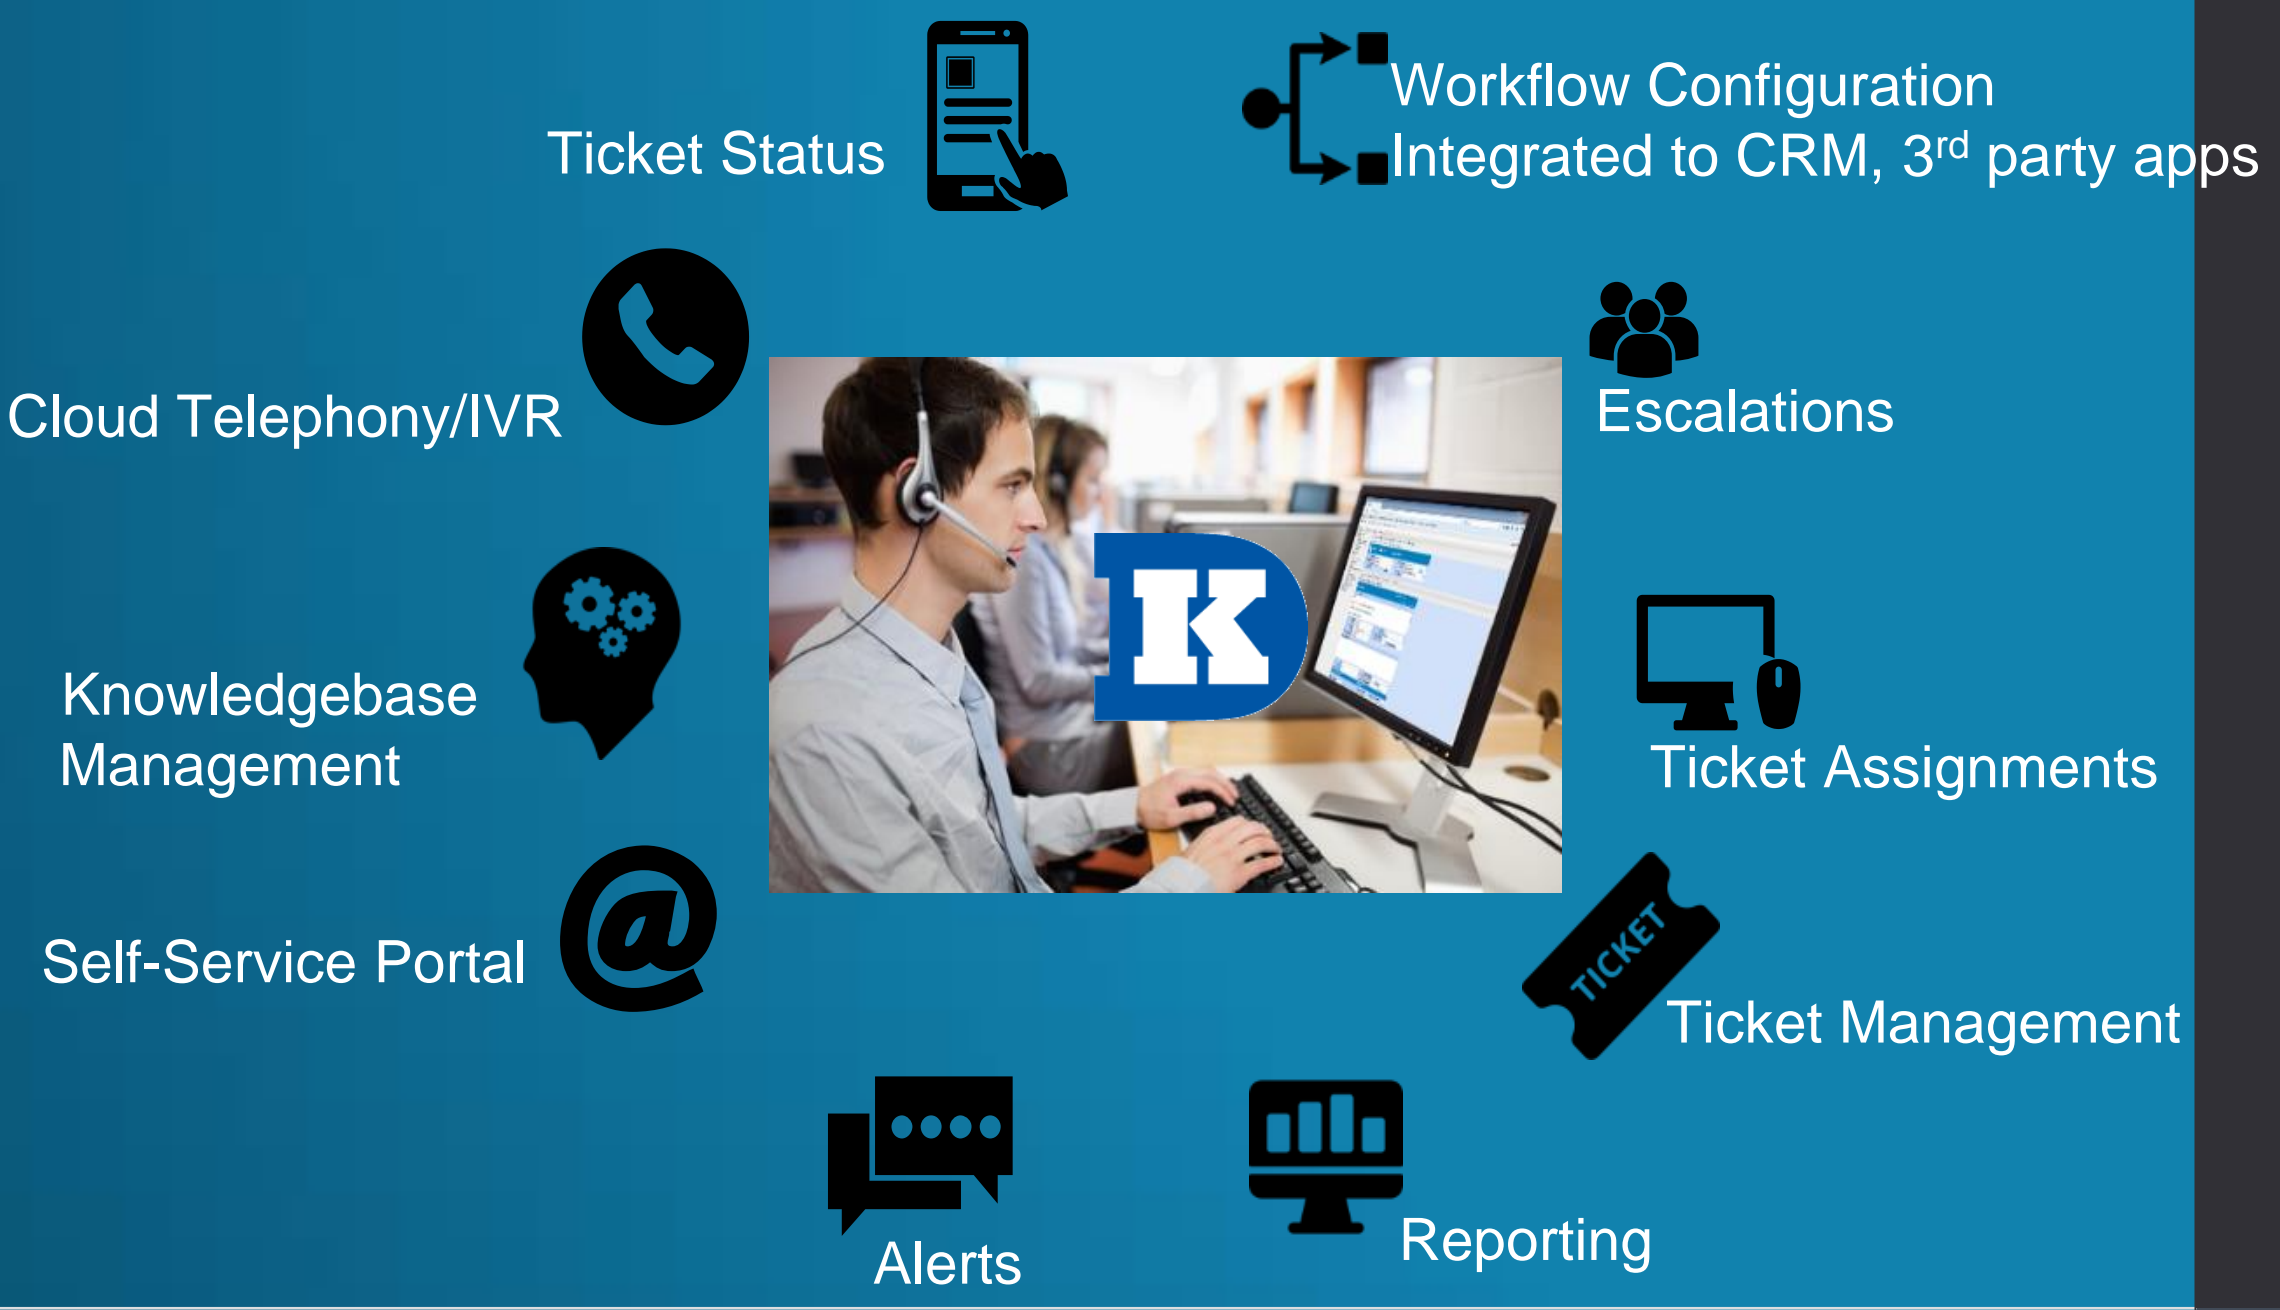 Ticket Status
Workflow Configuration
Integrated to CRM, 3rd party apps
Cloud Telephony/IVR
Escalations
K
Knowledgebase
Management
Ticket Assignments
Self-Service Portal
TICKET
Ticket Management
Alerts
Reporting